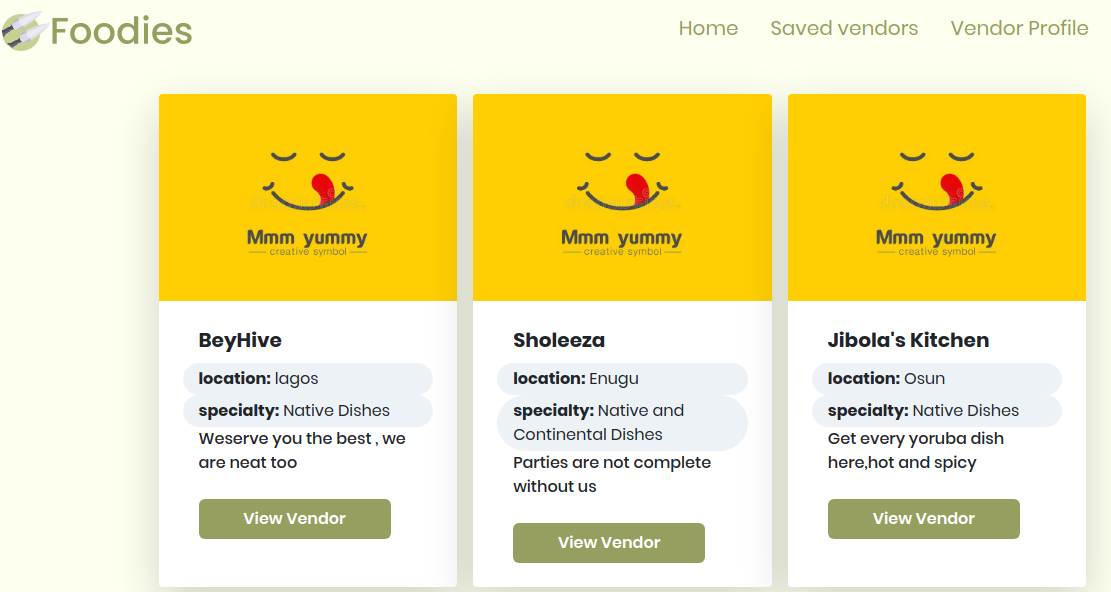 Foodies
Home Saved vendors Vendor Profile
Mmm yummy
creative symbol
Mmm yummy
creative symbol
Mmm yummy
creative symbol
BeyHive
location: lagos
specialty: Native Dishes
Weserve you the best , we
are neat too
View Vendor
Sholeeza
location: Enugu
specialty: Native and
Continental Dishes
Parties are not complete
without us
View Vendor
Jibola's Kitchen
location: Osun
specialty: Native Dishes
Get every yoruba dish
here,hot and spicy
View Vendor